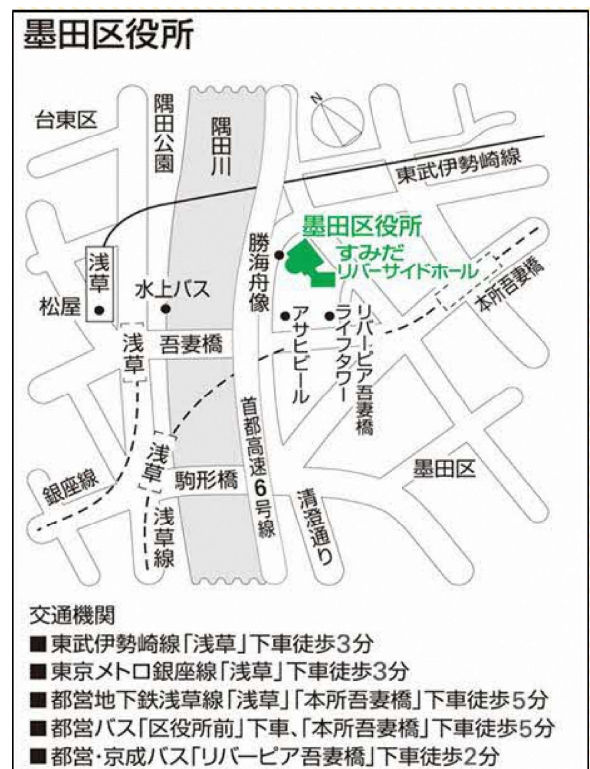 墨田区役所
台東区
隅田公園
隅田川
N
東武伊勢崎線
墨田区役所
すみだ
リバーサイドホール
勝海舟像
浅草
松屋
水上バス
本所吾妻橋
浅草
吾妻橋
アサヒビール
リバーピア吾妻橋
ライフタワー
首都高速6号線
浅草
銀座線
駒形橋
墨田区
浅草線
清澄通り
交通機関
■東武伊勢崎線「浅草」下車徒歩3分
■東京メトロ銀座線「浅草」下車徒歩3分
■都営地下鉄浅草線「浅草」「本所吾妻橋」下車徒歩5分
■都営バス「区役所前」下車、「本所吾妻橋」下車徒歩5分
■都営・京成バス「リバーピア吾妻橋」下車徒歩2分